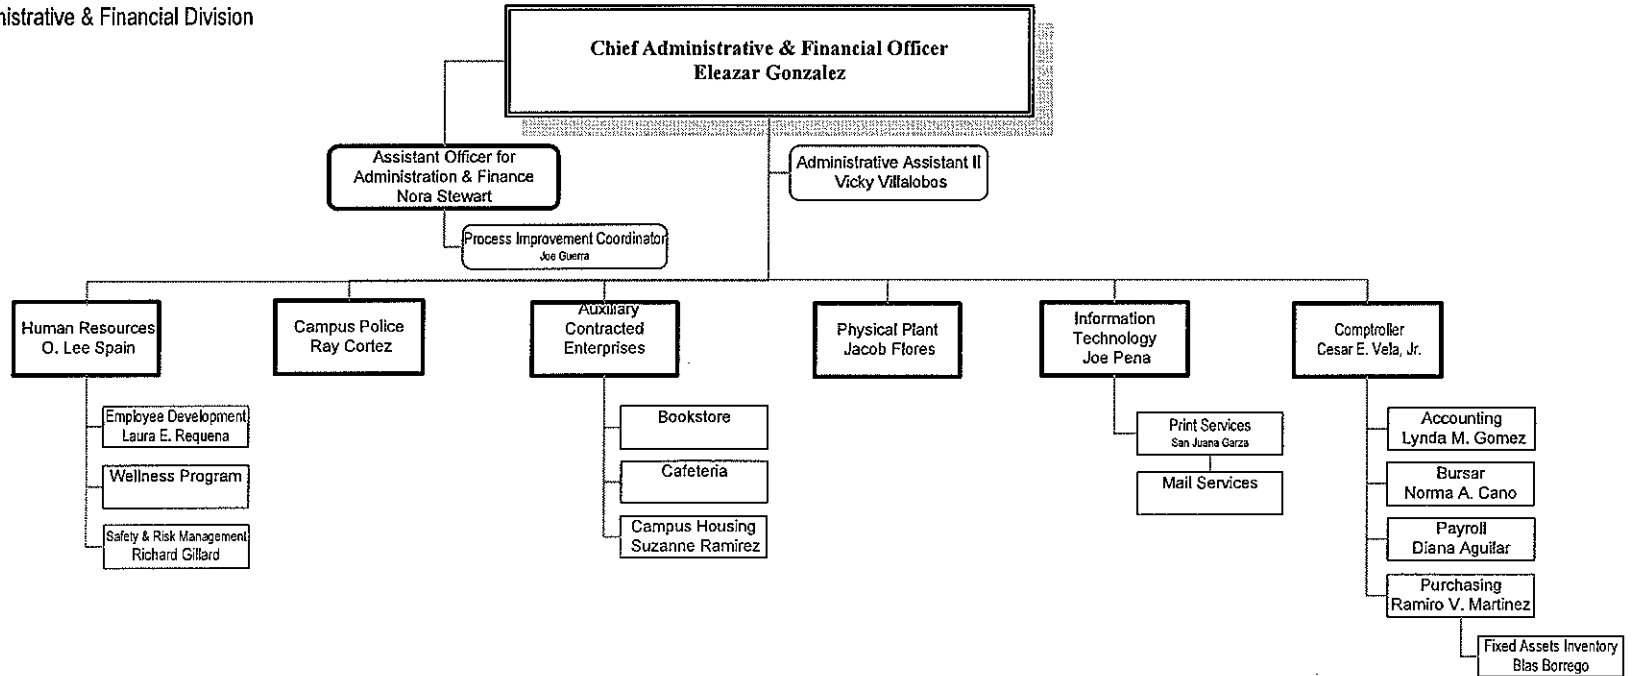 nistrative & Financial Division
Chief Administrative & Financial Officer
Eleazar Gonzalez
Assistant Officer for
Administration & Finance
Nora Stewart
Administrative Assistant II
Vicky Villalobos
Process Improvement Coordinator
Joe Guerra
Human Resources
O. Lee Spain
Campus Police
Ray Cortez
Auxiliary
Contracted
Enterprises
Physical Plant
Jacob Flores
Information
Technology
Joe Pena
Comptroller
Cesar E. Vela, Jr.
Employee Development
Laura E. Requena
Wellness Program
Safety & Risk Management
Richard Gillard
Bookstore
Cafeteria
Campus Housing
Suzanne Ramirez
Print Services
San Juana Garza
Mail Services
Accounting
Lynda M. Gomez
Bursar
Norma A. Cano
Payroll
Diana Aguilar
Purchasing
Ramiro V. Martinez
Fixed Assets Inventory
Blas Borrego